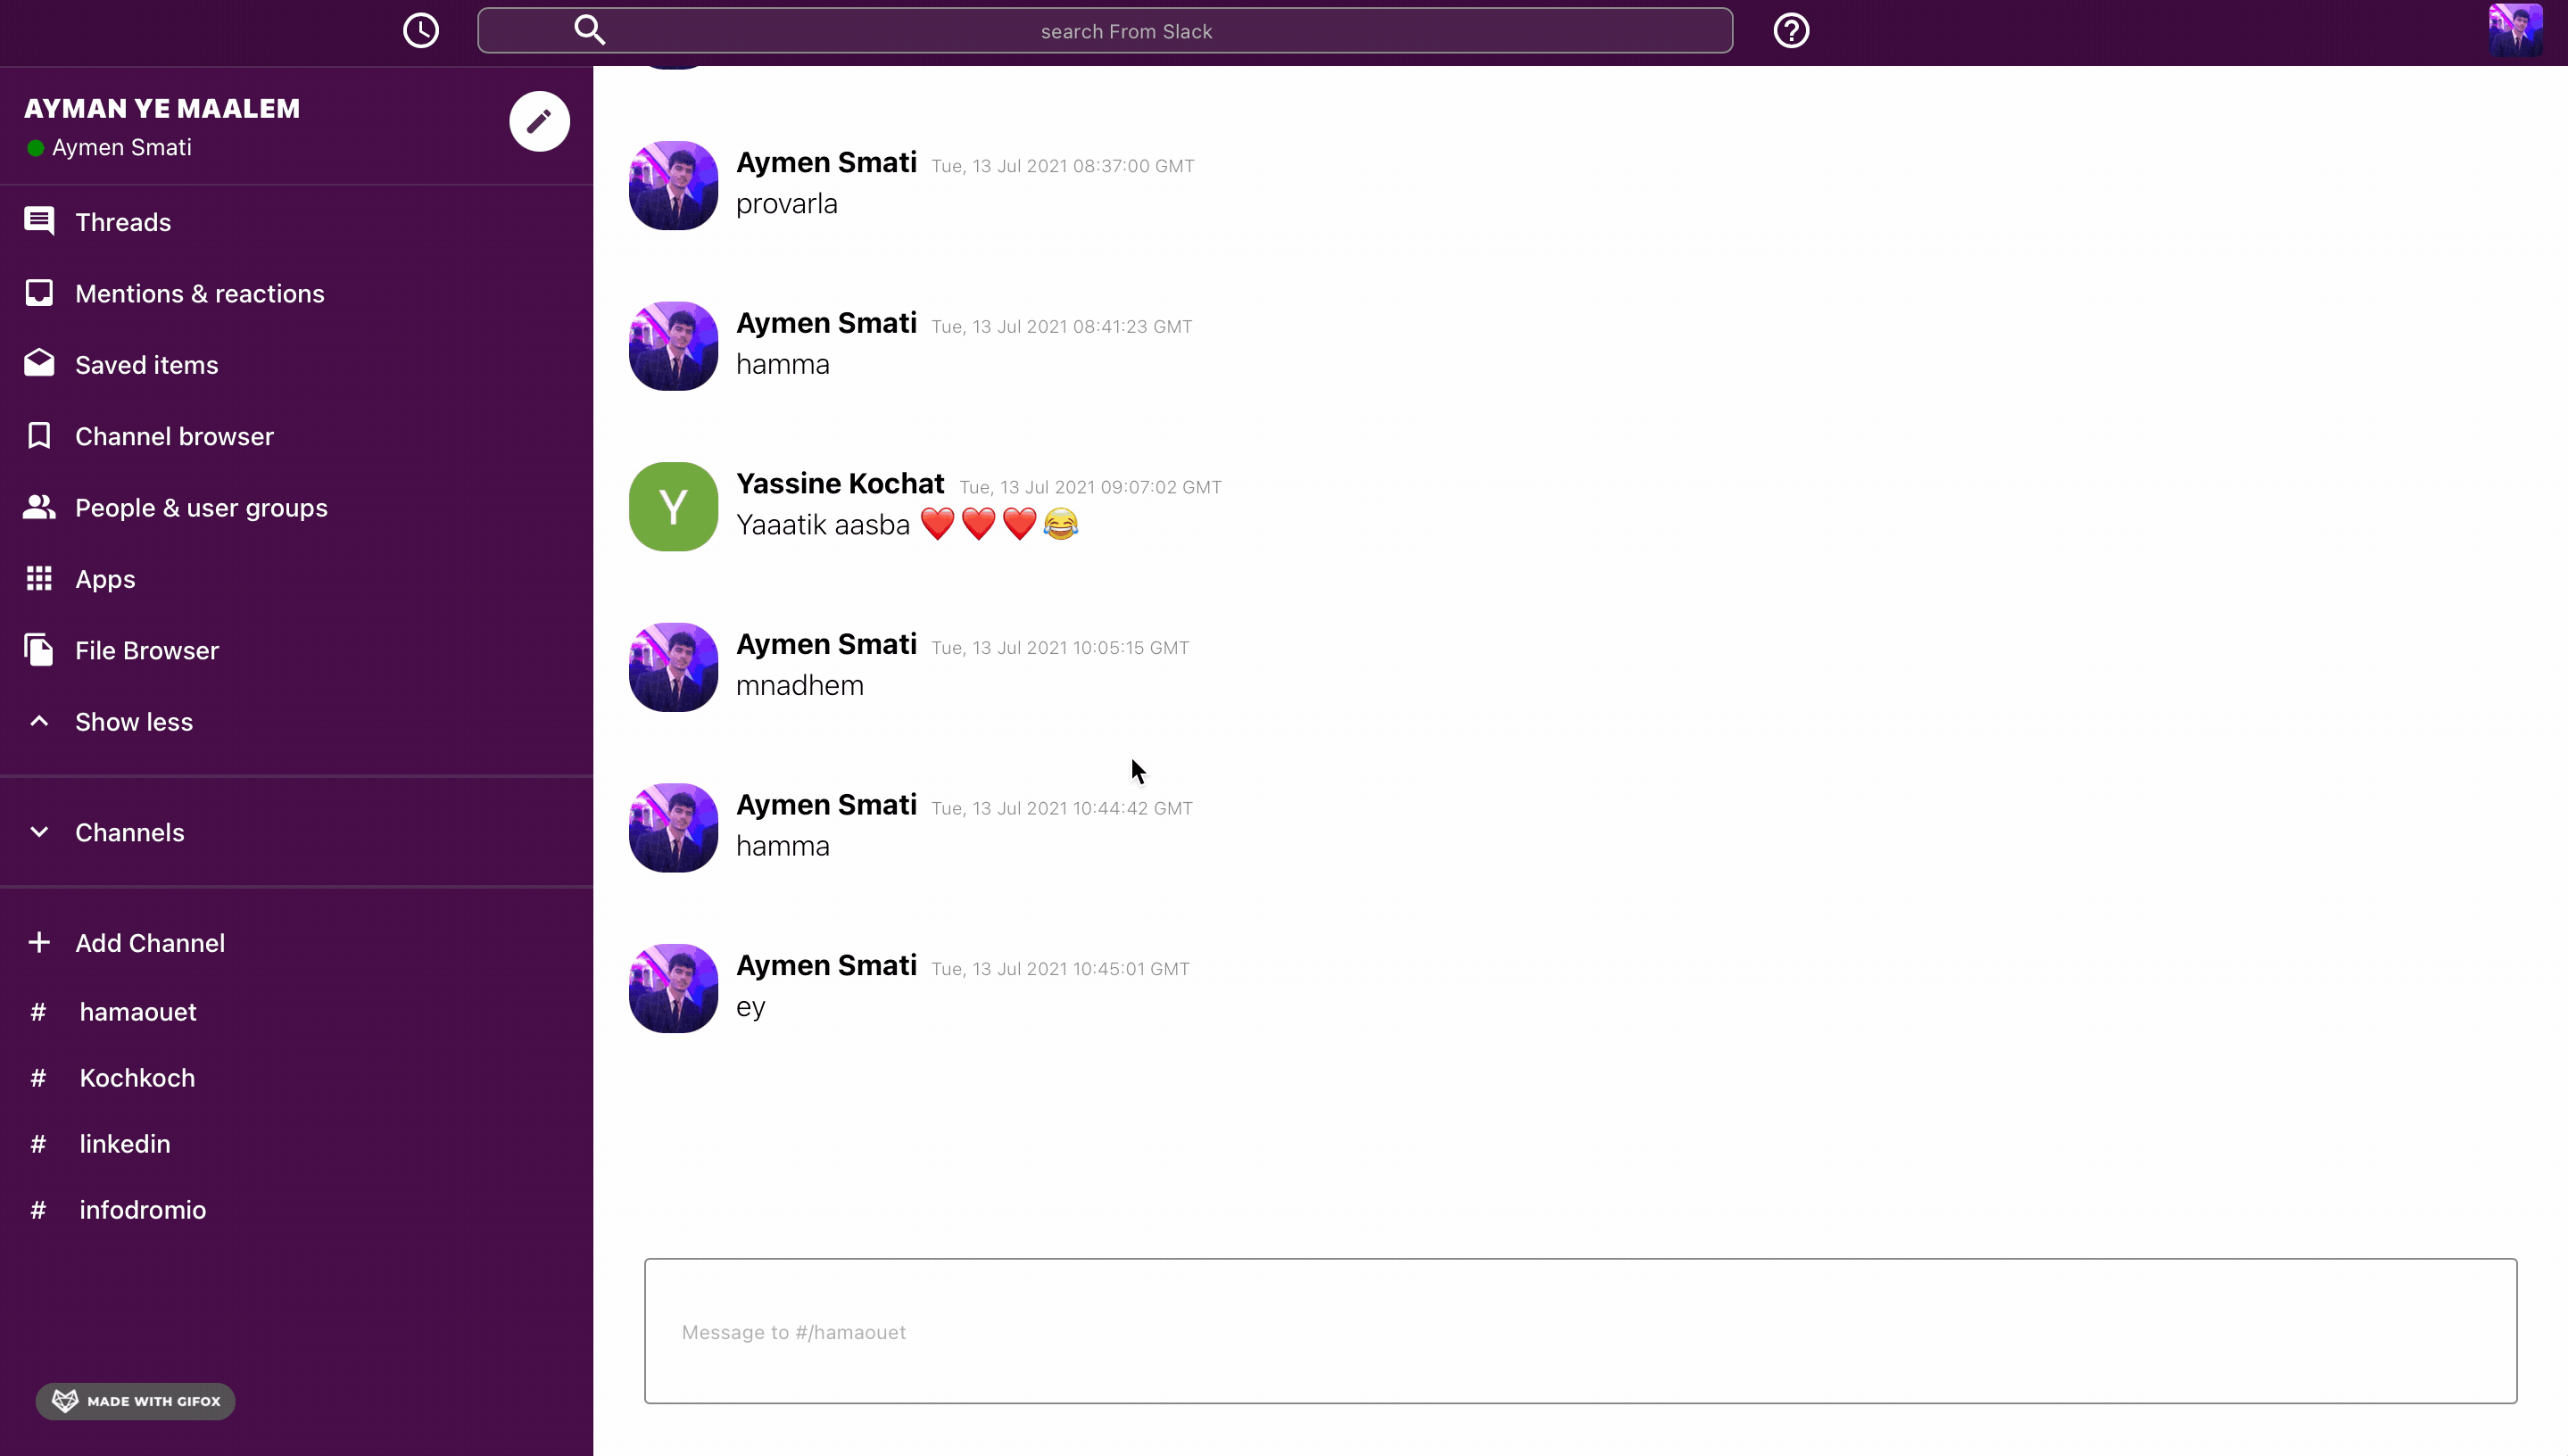 search From Slack
AYMAN YE MAALEM
Aymen Smati
Threads
Mentions & reactions
Saved items
Channel browser
People & user groups
Apps
File Browser
Show less
Channels
Add Channel
# hamaouet
# Kochkoch
# linkedin
# infodromio
MADE WITH GIFOX
Aymen Smati Tue, 13 Jul 2021 08:37:00 GMT
provarla
Aymen Smati Tue, 13 Jul 2021 08:41:23 GMT
hamma
Y
Yassine Kochat Tue, 13 Jul 2021 09:07:02 GMT
Yaaatik aasba ❤️❤️❤️😂
Aymen Smati Tue, 13 Jul 2021 10:05:15 GMT
mnadhem
Aymen Smati Tue, 13 Jul 2021 10:44:42 GMT
hamma
Aymen Smati Tue, 13 Jul 2021 10:45:01 GMT
ey
Message to #/hamaouet